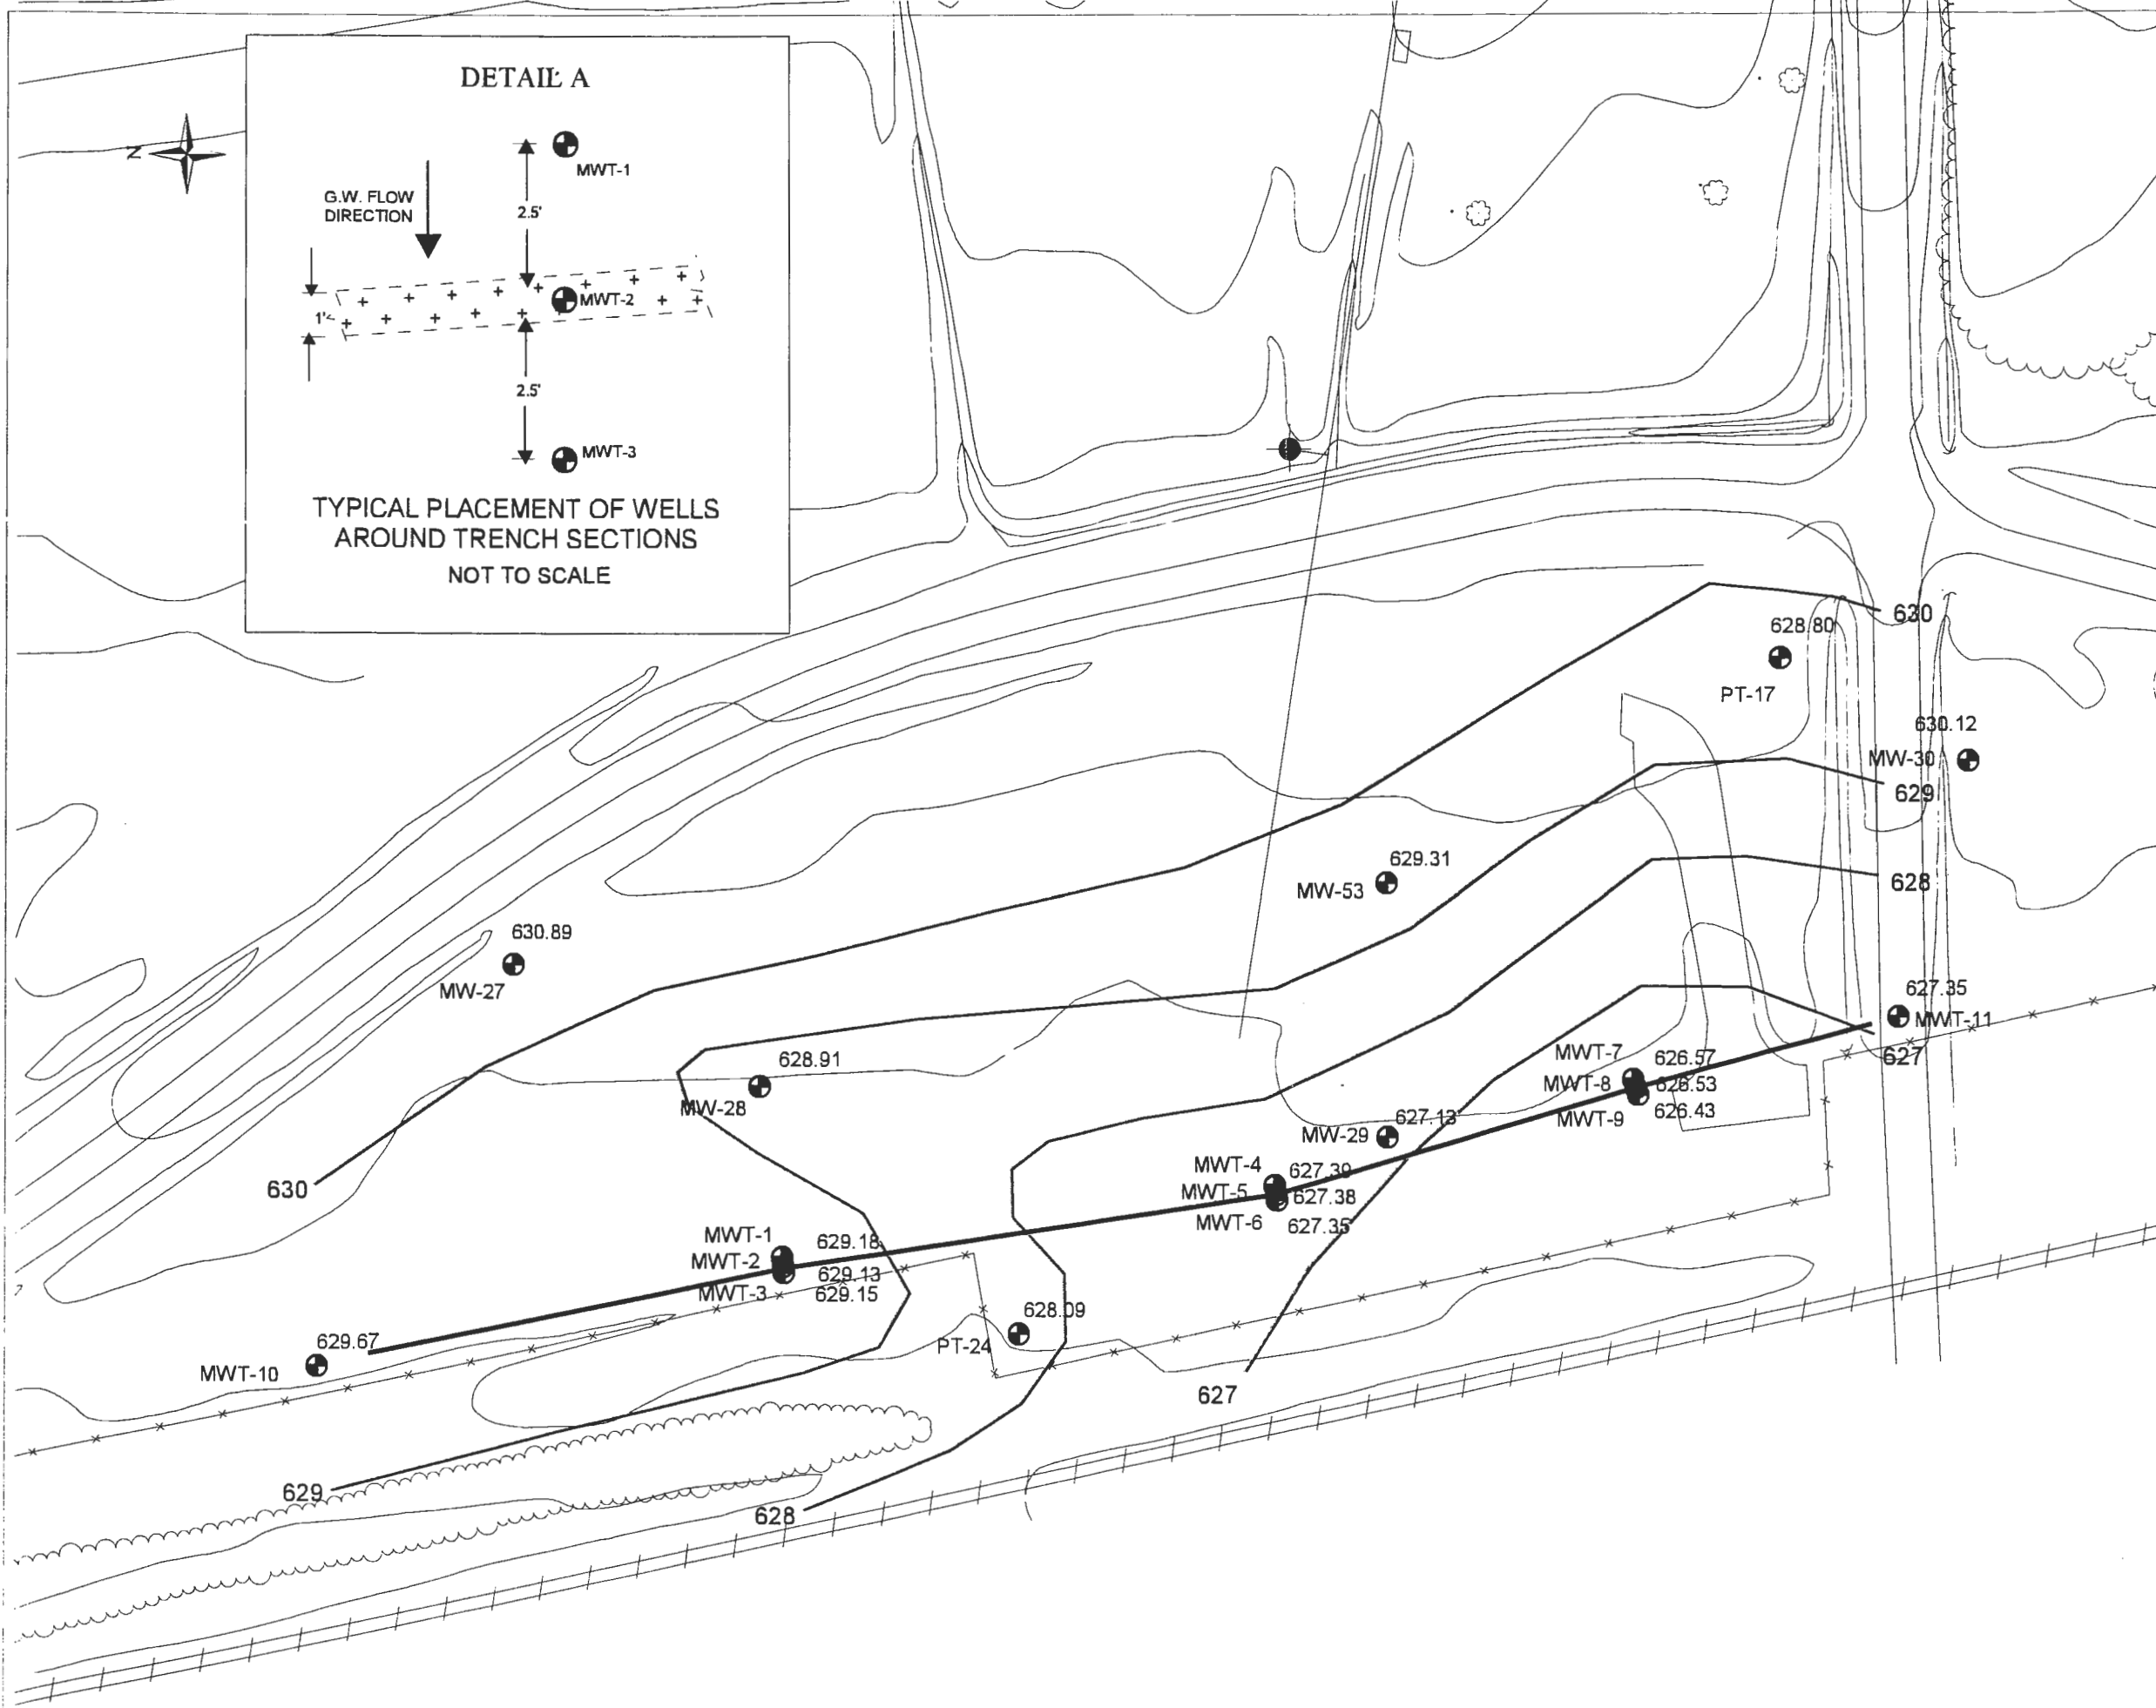 DETAIL A
N
MWT-1
G.W. FLOW
DIRECTION
2.5'
MWT-2
1'
2.5'
MWT-3
TYPICAL PLACEMENT OF WELLS
AROUND TRENCH SECTIONS
NOT TO SCALE
630
628.80
PT-17
630.12
MW-30
629
629.31
MW-53
628
630.89
MW-27
627.35
MWT-11
627
628.91
MW-28
MWT-7
626.57
MWT-8
626.53
MWT-9
626.43
627.13
MW-29
MWT-4
627.39
MWT-5
627.38
MWT-6
627.35
630
MWT-1
629.18
MWT-2
629.13
MWT-3
629.15
628.09
PT-24
629.67
MWT-10
627
629
628